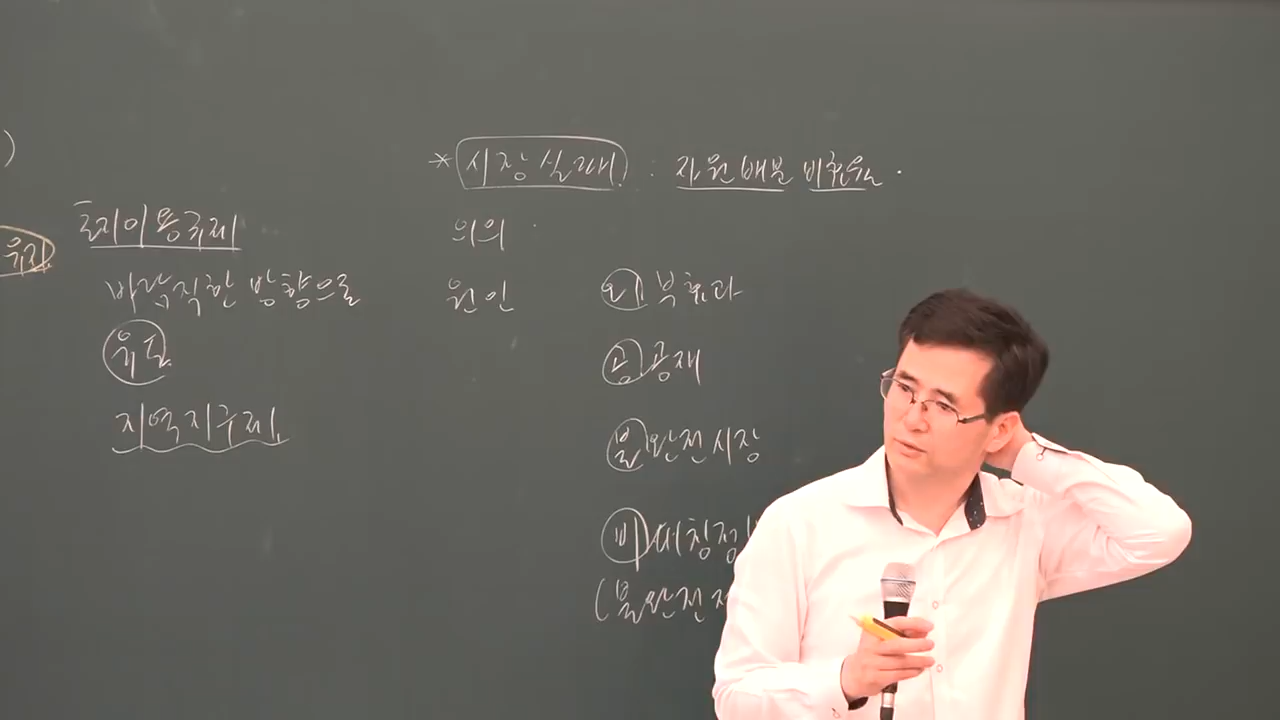 )
유지
토지이용규제
바람직한 방향으로
유도
지역지구제
* 시장실패 : 자원배분 비효율.
의의
원인
외부효과
공공재
불완전시장
비대칭정
(불완전